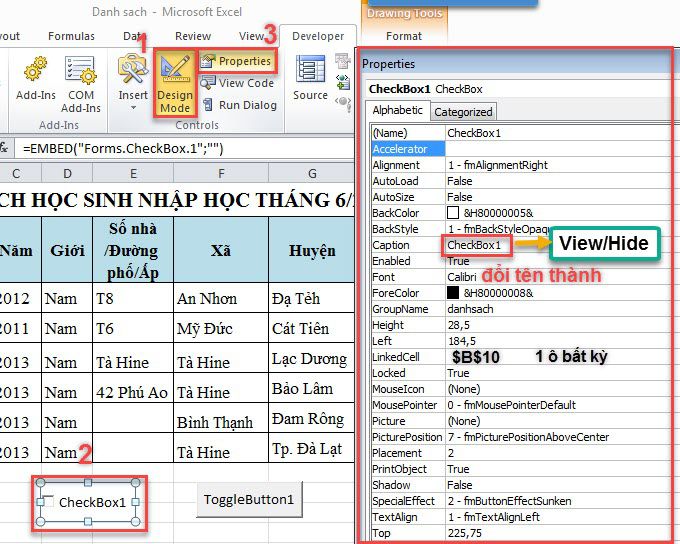 Danh sach - Microsoft Excel
Drawing Tools
Formulas
Review
View
Developer
Format
1
3
Add-Ins
COM
Add-Ins
Add-Ins
Insert
Design
Mode
Properties
View Code
Run Dialog
Controls
Source
=EMBED("Forms.CheckBox.1";"")
C D E F G
CH HỌC SINH NHẬP HỌC THÁNG 6/
Năm Giới Số nhà
/Đường
phố/Ấp Xã Huyện
2012 Nam T8 An Nhơn Đạ Tẻh
2011 Nam T6 Mỹ Đức Cát Tiên
2013 Nam Tà Hine Tà Hine Lạc Dương
2013 Nam 42 Phú Ao Tà Hine Bảo Lâm
2013 Nam Bình Thạnh Đam Rông
2013 Nam Tà Hine Tp. Đà Lạt
2
CheckBox1
ToggleButton1
Properties
CheckBox1 CheckBox
Alphabetic Categorized
(Name) CheckBox1
Accelerator
Alignment 1 - fmAlignmentRight
AutoLoad False
AutoSize False
BackColor &H80000005&
BackStyle 1 - fmBackStyleOpaqu
Caption CheckBox1 View/Hide
Enabled True
Font Calibri đổi tên thành
ForeColor &H80000008&
GroupName danhsach
Height 28,5
Left 184,5
LinkedCell $B$10 1 ô bất kỳ
Locked True
MouseIcon (None)
MousePointer 0 - fmMousePointerDefault
Picture (None)
PicturePosition 7 - fmPicturePositionAboveCenter
Placement 2
PrintObject True
Shadow False
SpecialEffect 2 - fmButtonEffectSunken
TextAlign 1 - fmTextAlignLeft
Top 225,75